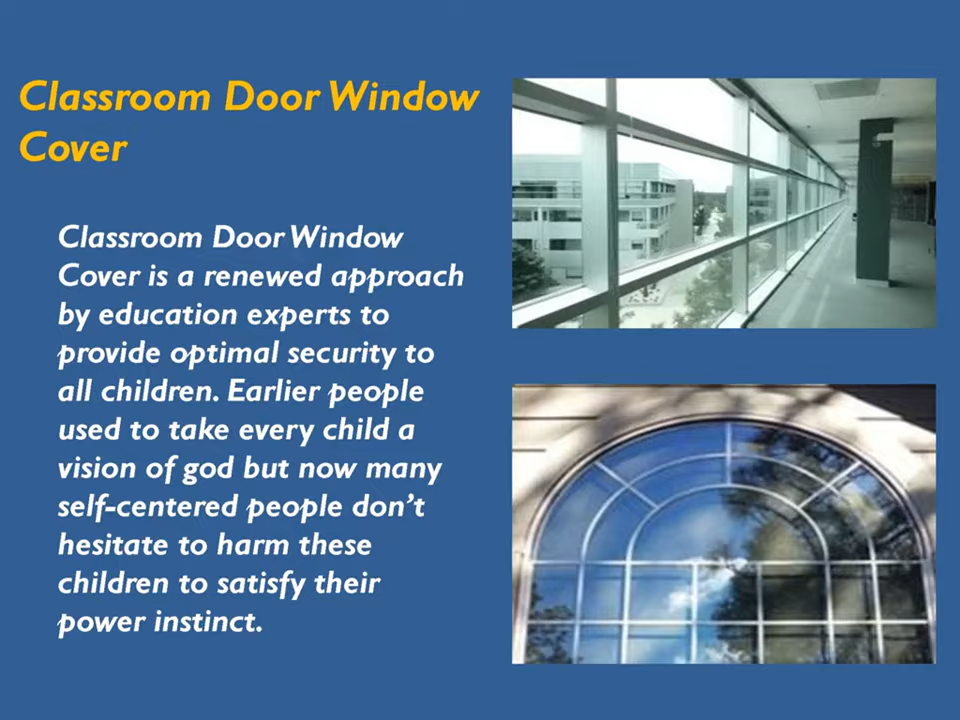 Classroom Door Window
Cover
Classroom Door Window
Cover is a renewed approach
by education experts to
provide optimal security to
all children. Earlier people
used to take every child a
vision of god but now many
self-centered people don’t
hesitate to harm these
children to satisfy their
power instinct.